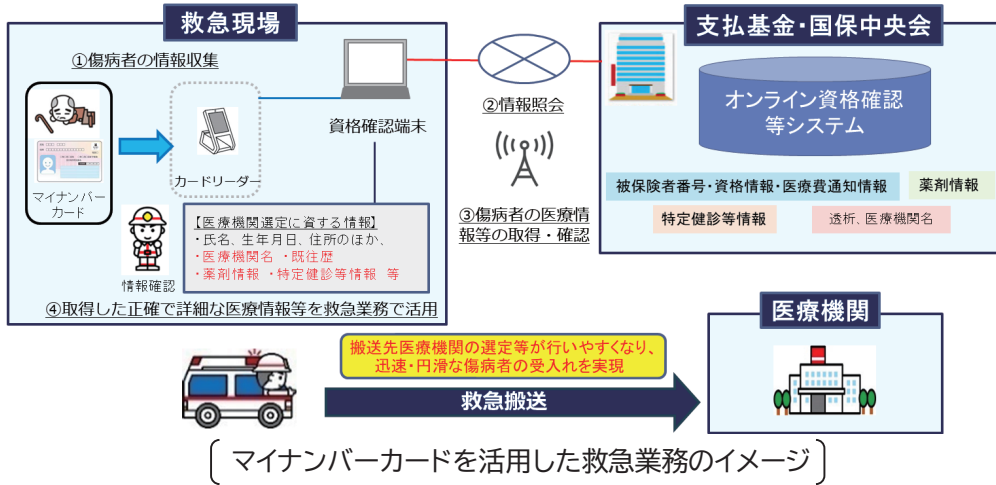 救急現場
①傷病者の情報収集
マイナンバー
カード
カードリーダー
資格確認端末
【医療機関選定に資する情報】
・氏名、生年月日、住所のほか、
・医療機関名 ・既往歴
・薬剤情報 ・特定健診等情報 等
情報確認
④取得した正確で詳細な医療情報等を救急業務で活用
②情報照会
③傷病者の医療情
報等の取得・確認
支払基金・国保中央会
オンライン資格確認
等システム
被保険者番号・資格情報・医療費通知情報
薬剤情報
特定健診等情報
透析、医療機関名
搬送先医療機関の選定等が行いやすくなり、
迅速・円滑な傷病者の受入れを実現
救急搬送
医療機関
マイナンバーカードを活用した救急業務のイメージ